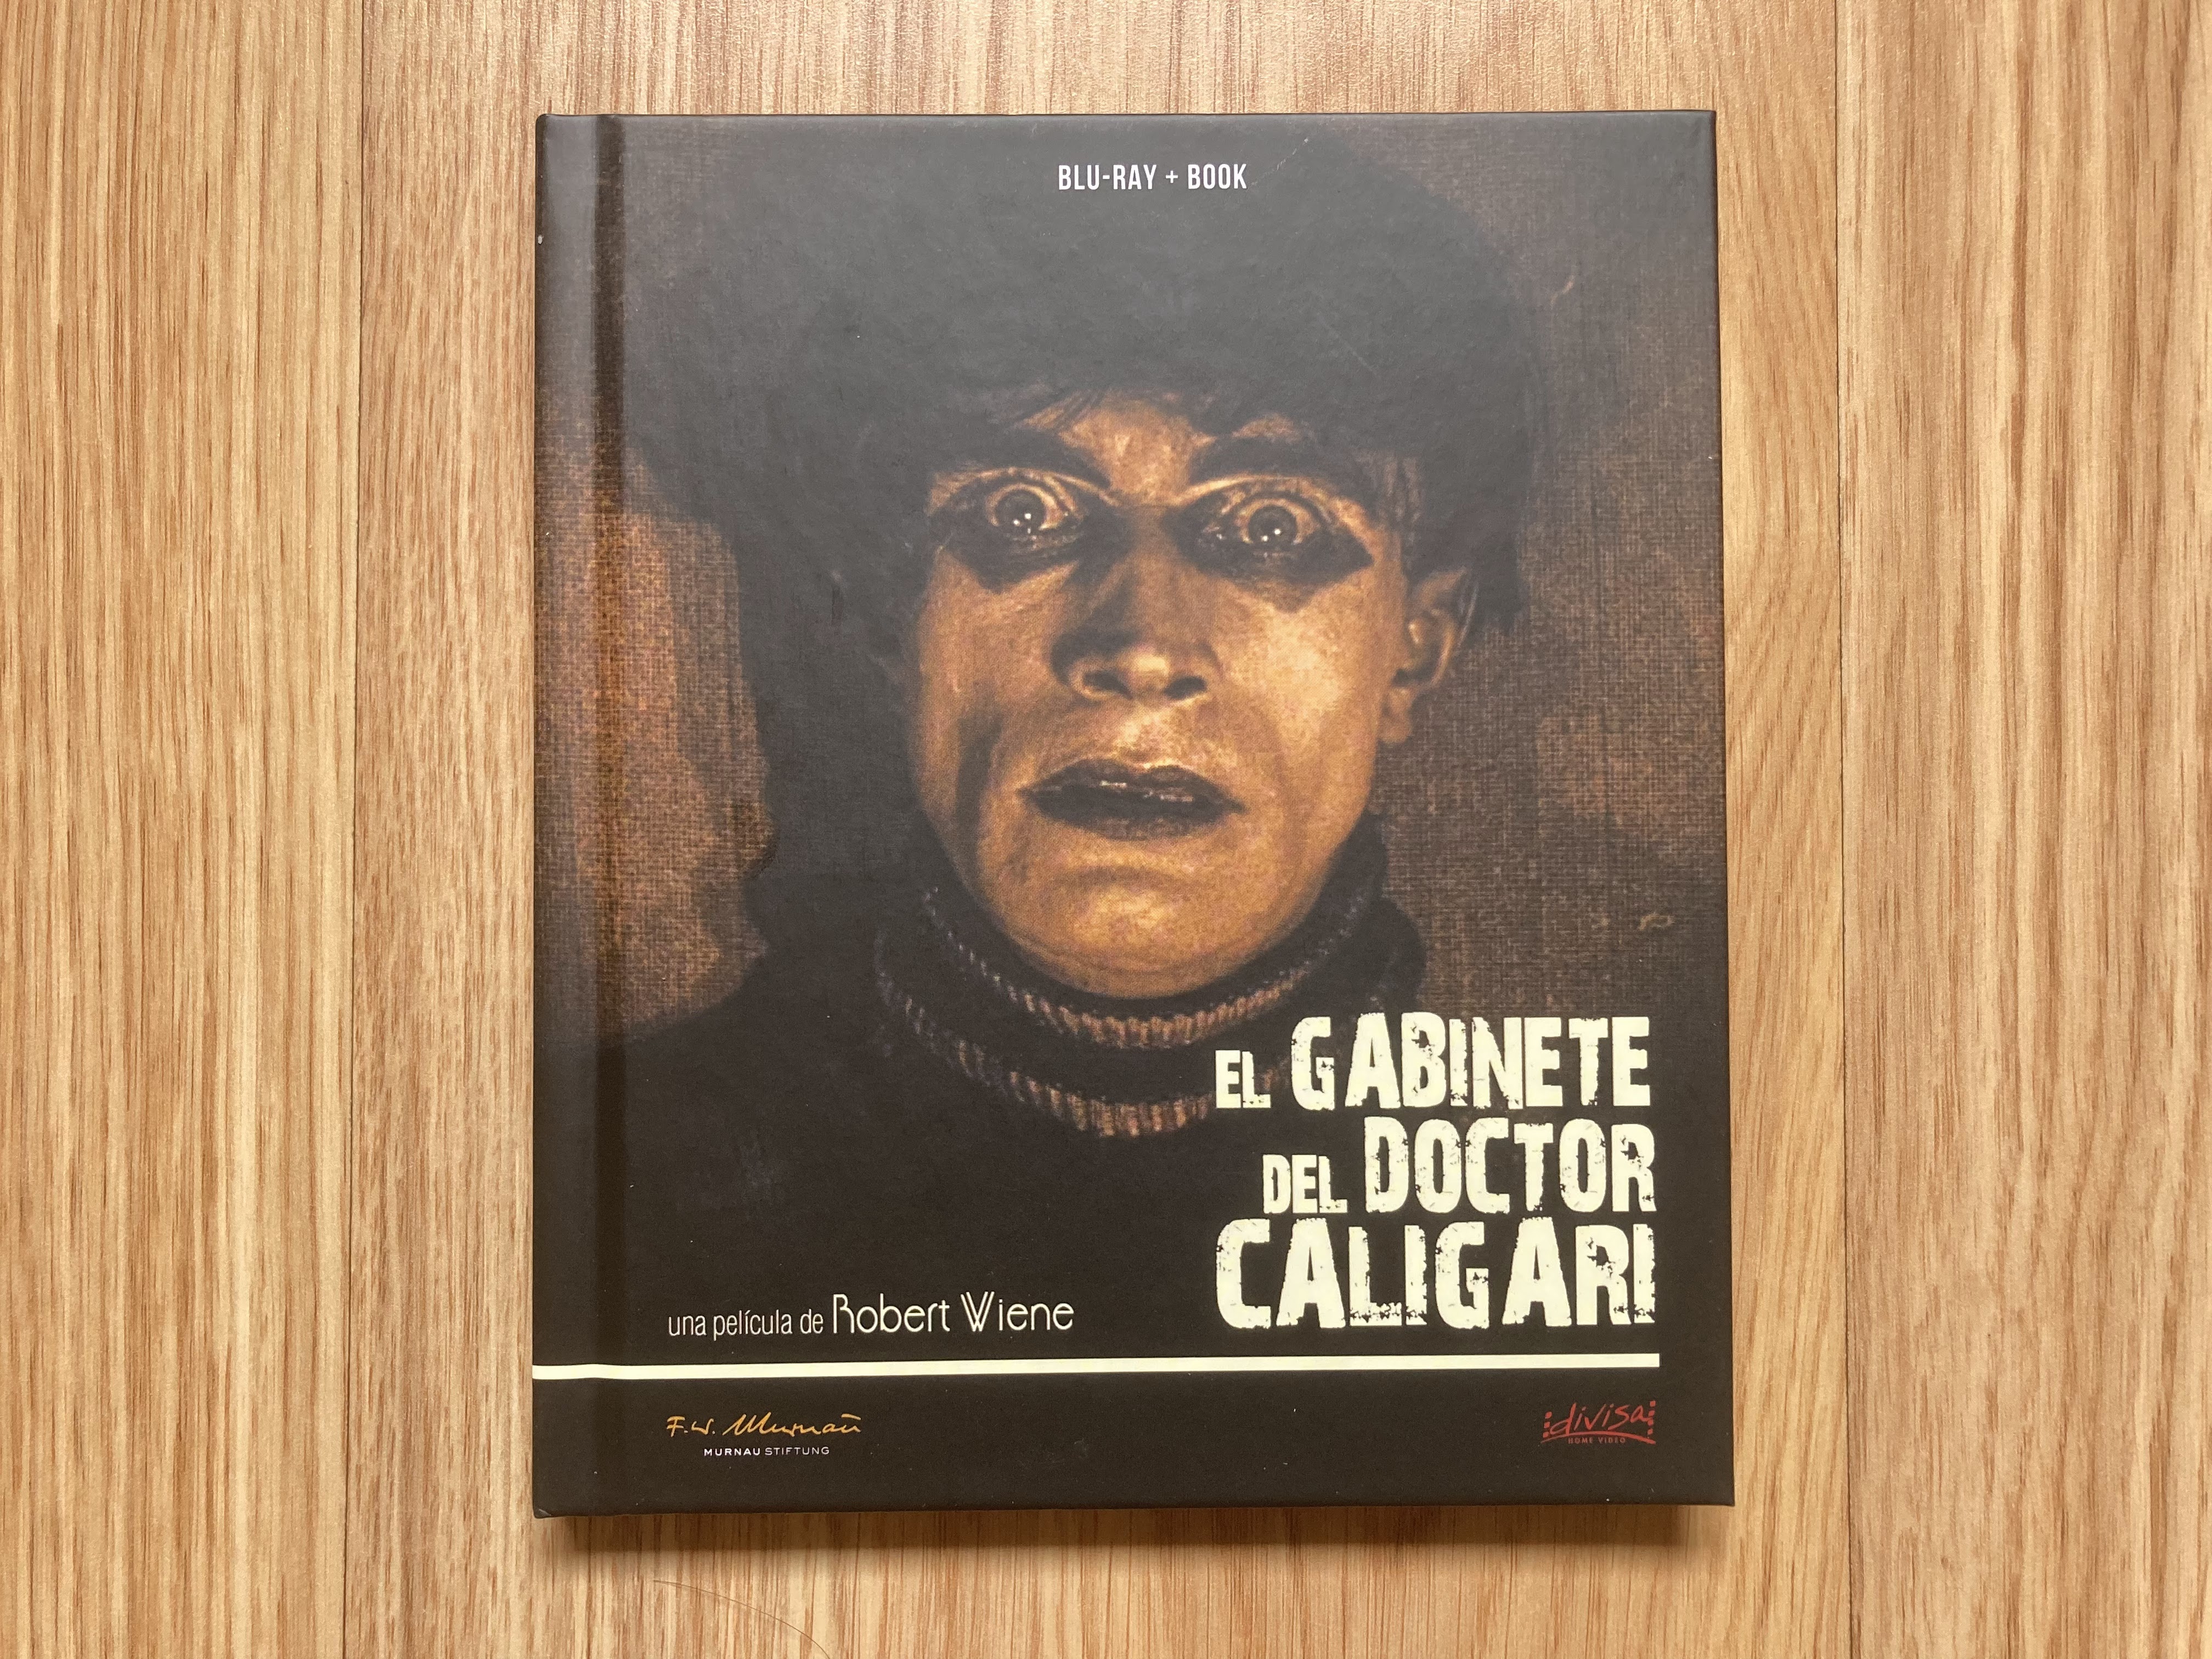 BLU-RAY + BOOK
EL GABINETE
DEL DOCTOR
CALIGARI
una película de Robert Wiene
F.W. Murnau
MURNAU STIFTUNG
divisa
HOME VIDEO